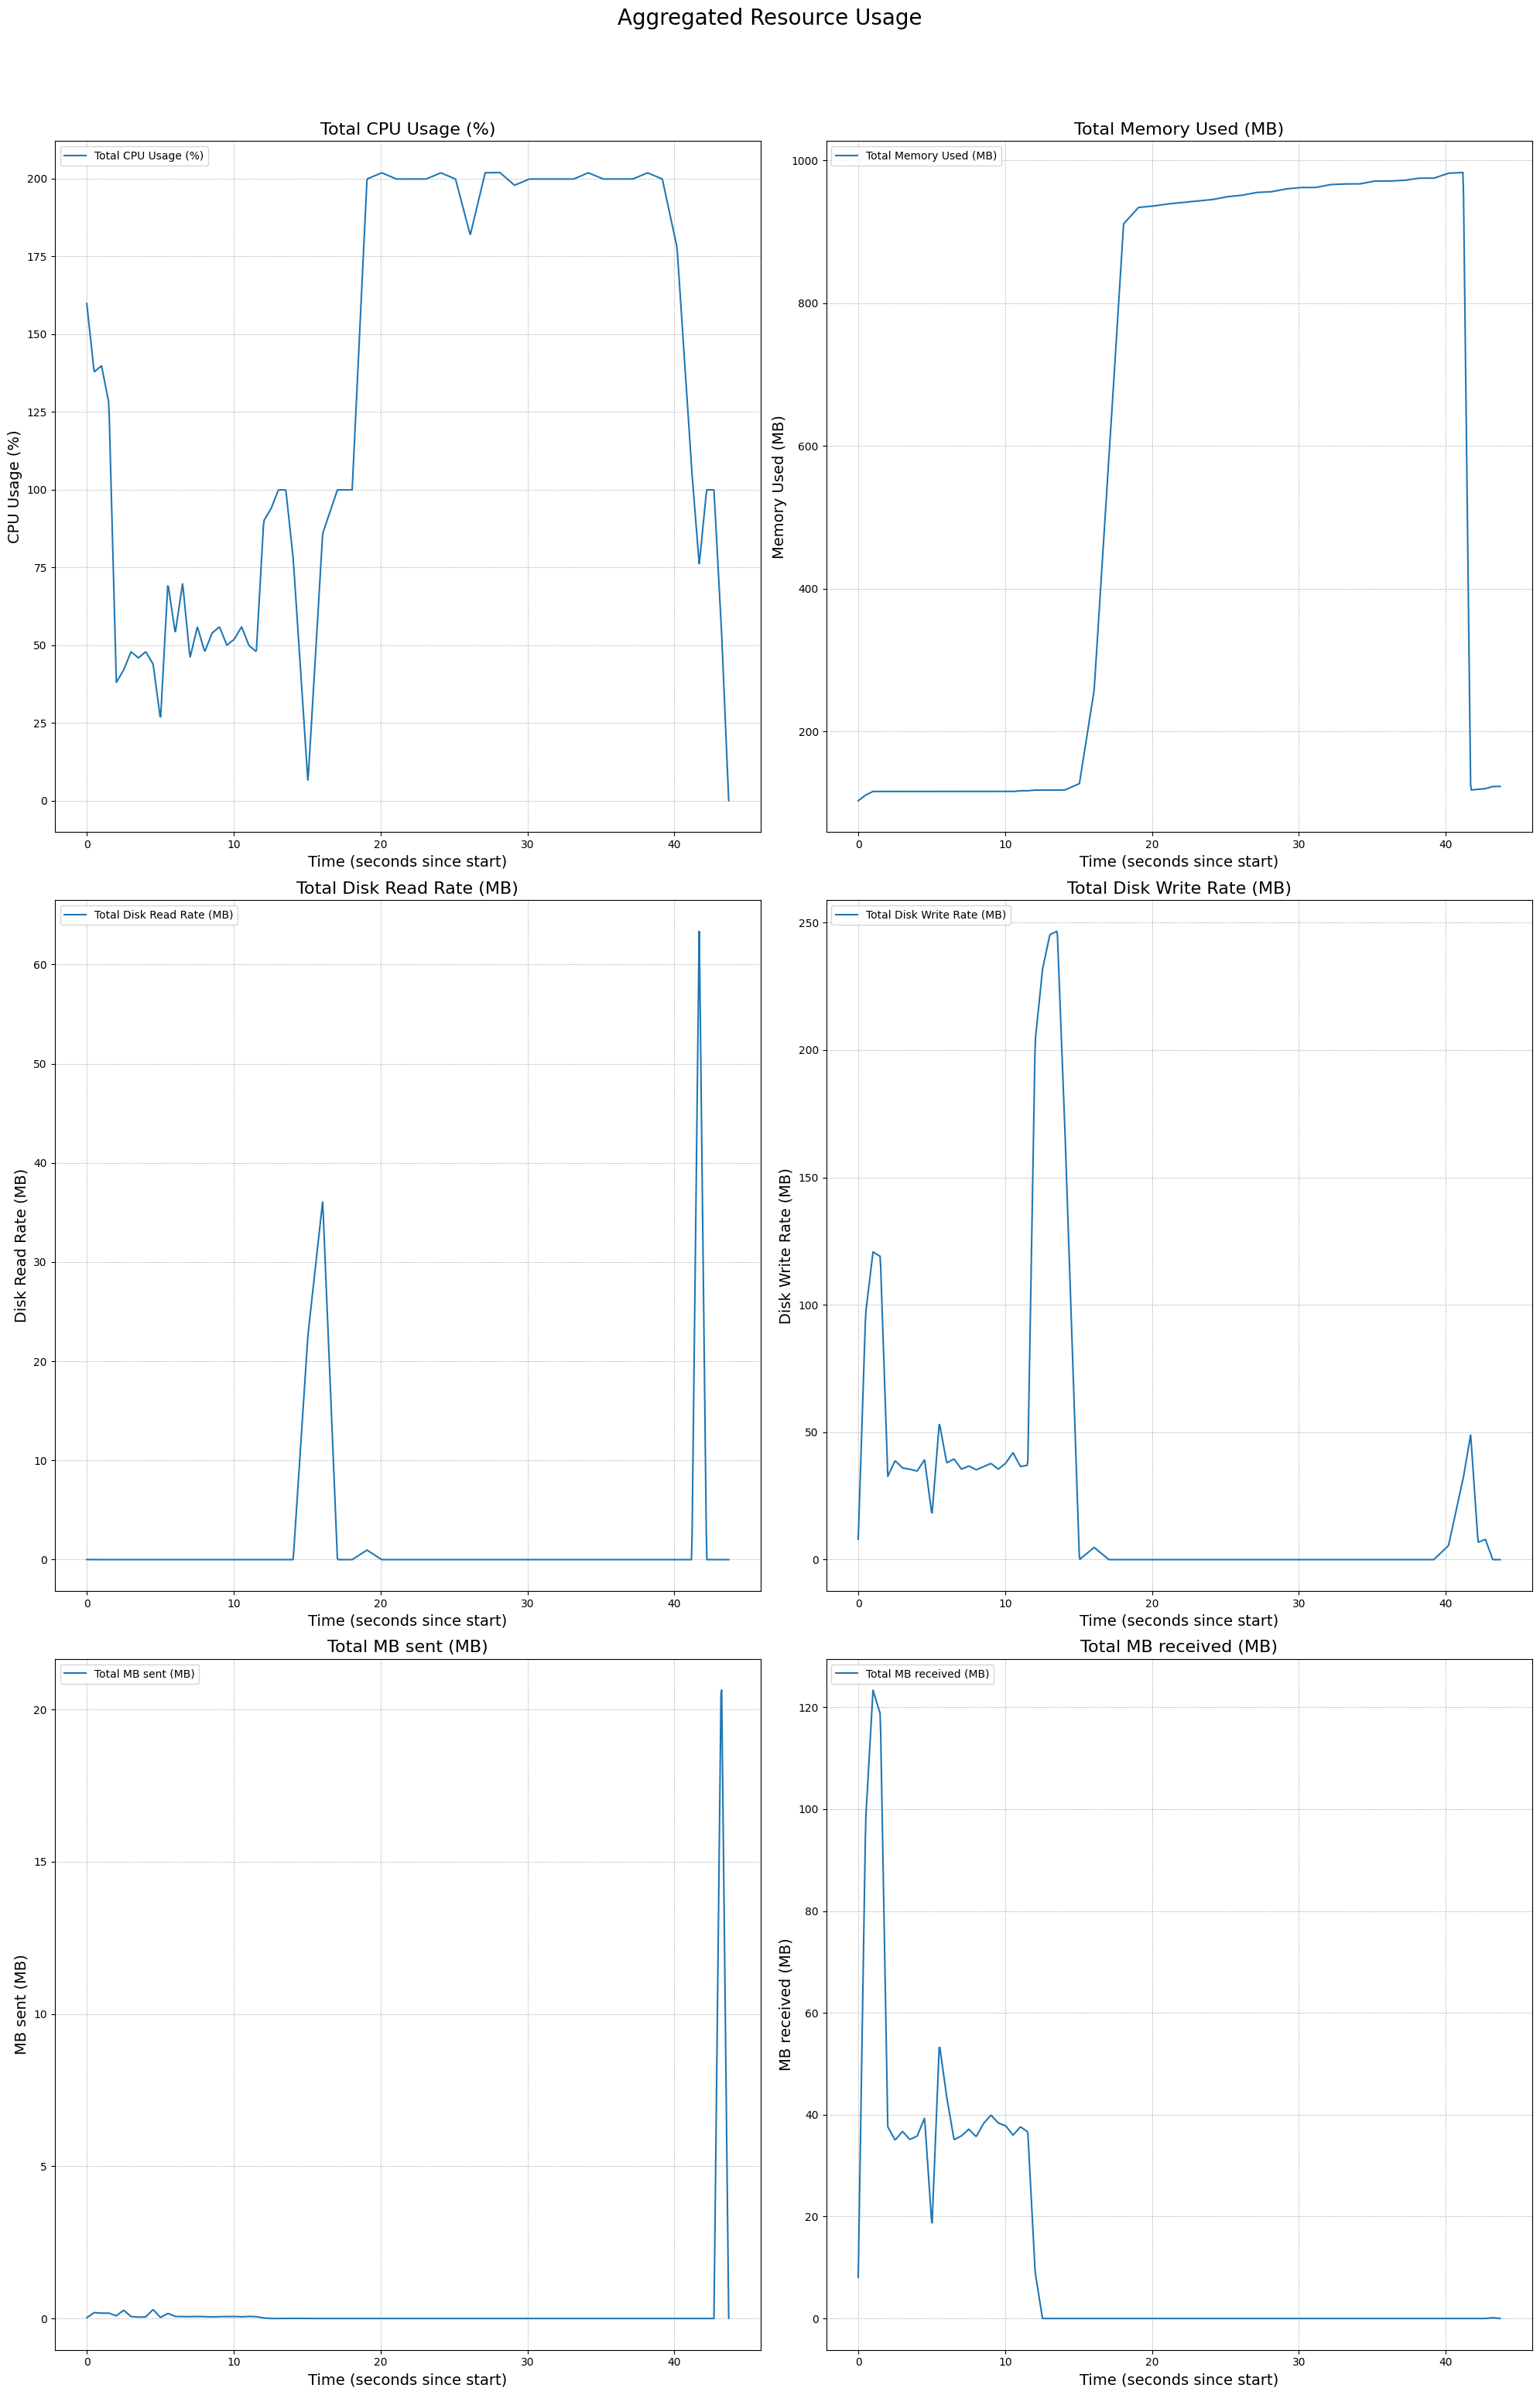 Aggregated Resource Usage
Total CPU Usage (%)
Total CPU Usage (%)
CPU Usage (%)
200
175
150
125
100
75
50
25
0
0 10 20 30 40
Time (seconds since start)
Total Memory Used (MB)
Total Memory Used (MB)
Memory Used (MB)
1000
800
600
400
200
0 10 20 30 40
Time (seconds since start)
Total Disk Read Rate (MB)
Total Disk Read Rate (MB)
Disk Read Rate (MB)
60
50
40
30
20
10
0
0 10 20 30 40
Time (seconds since start)
Total Disk Write Rate (MB)
Total Disk Write Rate (MB)
Disk Write Rate (MB)
250
200
150
100
50
0
0 10 20 30 40
Time (seconds since start)
Total MB sent (MB)
Total MB sent (MB)
MB sent (MB)
20
15
10
5
0
0 10 20 30 40
Time (seconds since start)
Total MB received (MB)
Total MB received (MB)
MB received (MB)
120
100
80
60
40
20
0
0 10 20 30 40
Time (seconds since start)